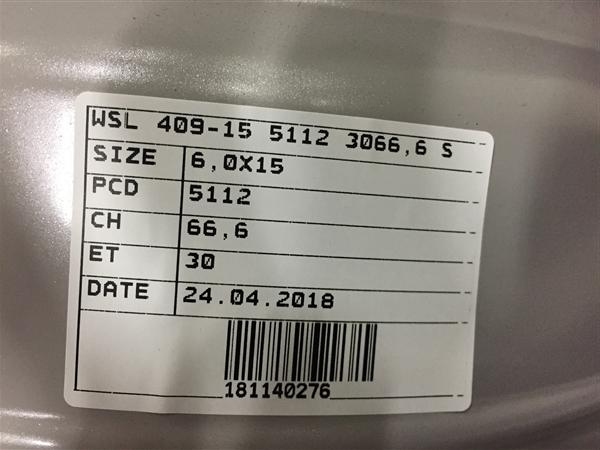 WSL 409-15 5112 3066,6 S
SIZE 6,0X15
PCD 5112
CH 66,6
ET 30
DATE 24.04.2018
181140276